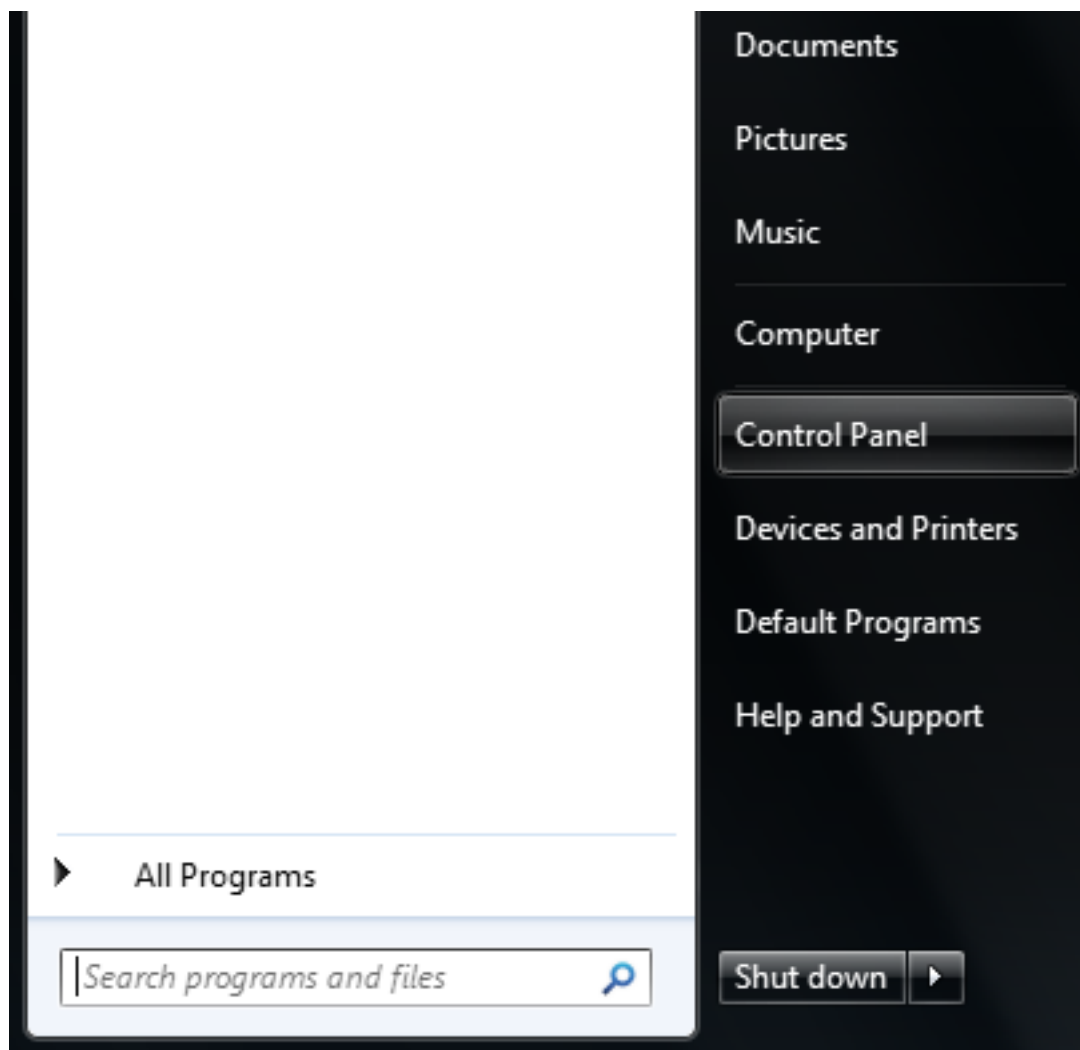 Documents
Pictures
Music
Computer
Control Panel
Devices and Printers
Default Programs
Help and Support
All Programs
Search programs and files
Shut down